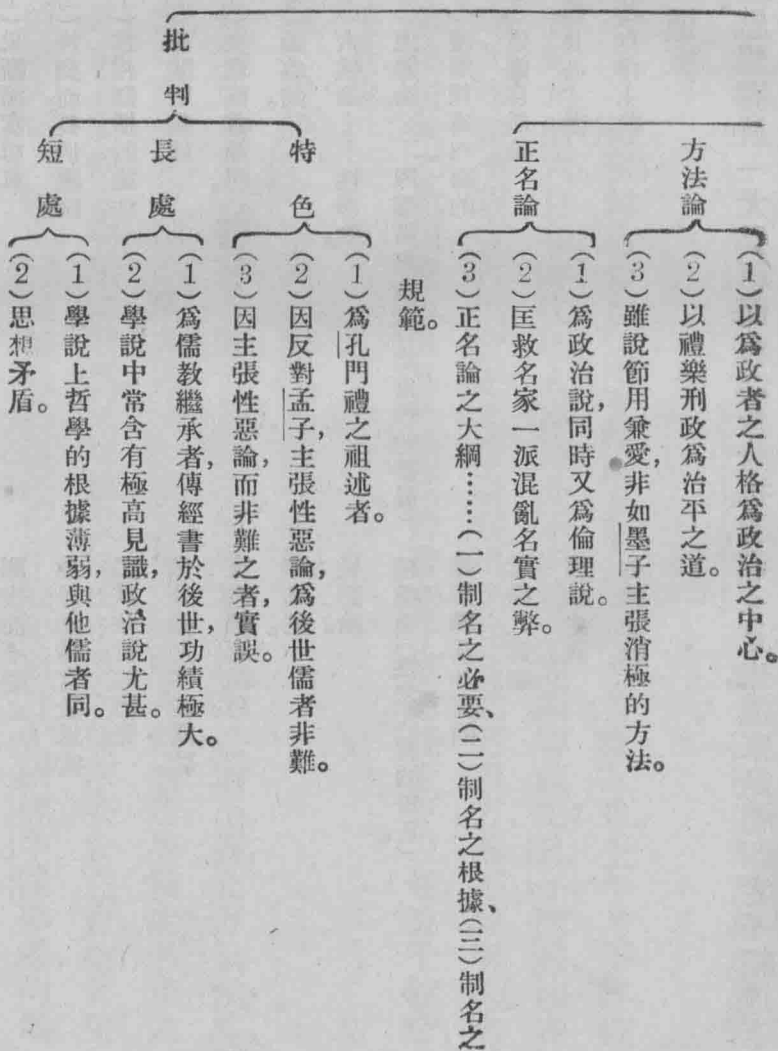 方法論
（1）以爲政者之人格爲政治之中心。
（2）以禮樂刑政爲治平之道。
（3）雖說節用兼愛，非如墨子主張消極的方法。
正名論
（1）爲政治說，同時又爲倫理說。
（2）匡救名家一派混亂名實之弊。
（3）正名論之大綱……（一）制名之必要、（二）制名之根據、（三）制名之
規範。
批判
特色
（1）爲孔門禮之祖述者。
（2）因反對孟子，主張性惡論，爲後世儒者非難。
（3）因主張性惡論，而非難之者，實誤。
長處
（1）爲儒教繼承者，傳經書於後世，功績極大。
（2）學說中常含有極高見識，政治說尤甚。
短處
（1）學說上哲學的根據薄弱，與他儒者同。
（2）思想矛盾。